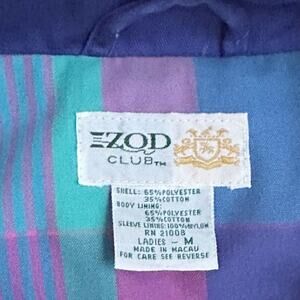 IZOD
CLUB™
SHELL: 65% POLYESTER
35% COTTON
BODY LINING:
65% POLYESTER
35% COTTON
SLEEVE LINING: 100% NYLON
RN 21008
LADIES - M
MADE IN MACAU
FOR CARE SEE REVERSE